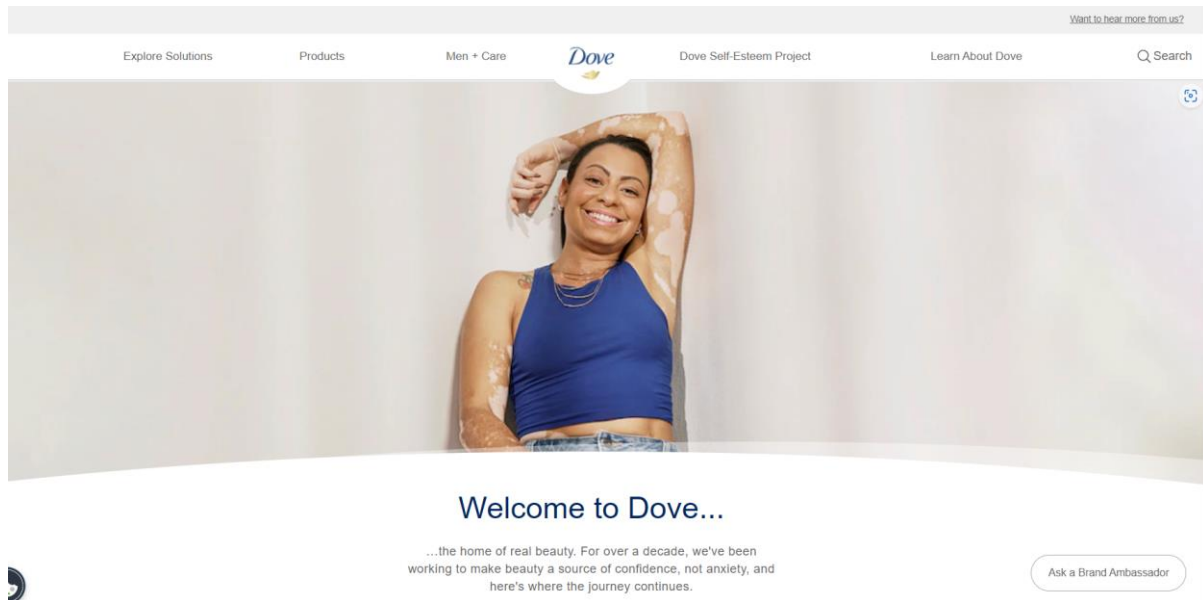 Want to hear more from us?
Explore Solutions Products Men + Care Dove Dove Self-Esteem Project Learn About Dove Search
Welcome to Dove...
...the home of real beauty. For over a decade, we've been
working to make beauty a source of confidence, not anxiety, and
here's where the journey continues.
Ask a Brand Ambassador